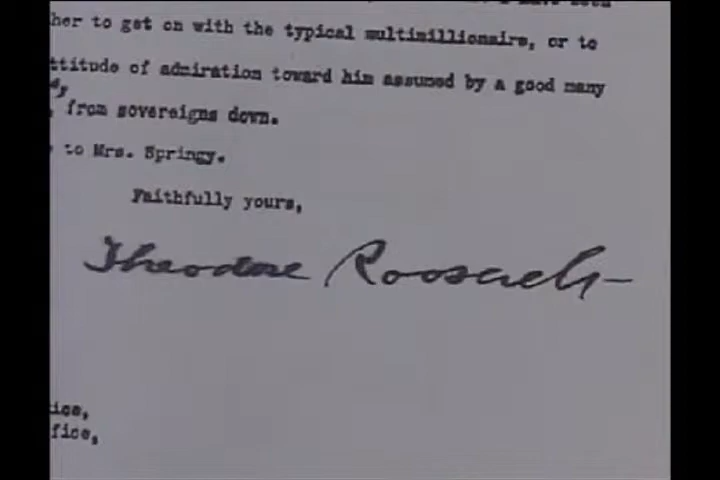 her to get on with the typical multimillionaire, or to
ttitude of admiration toward him assumed by a good many
, from sovereigns down.
to Mrs. Springy.
Faithfully yours,
Theodore Roosevelt
ice,
fice,